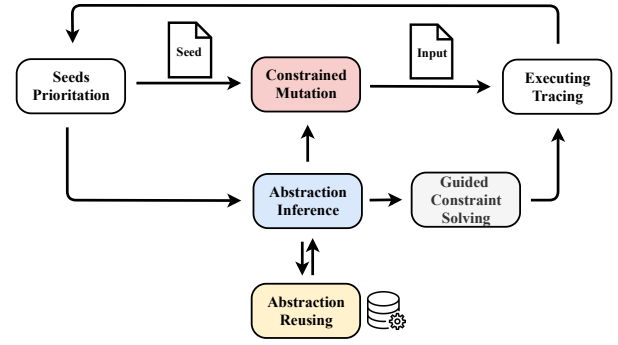 Seed
Input
Seeds
Prioritation
Constrained
Mutation
Executing
Tracing
Abstraction
Inference
Guided
Constraint
Solving
Abstraction
Reusing